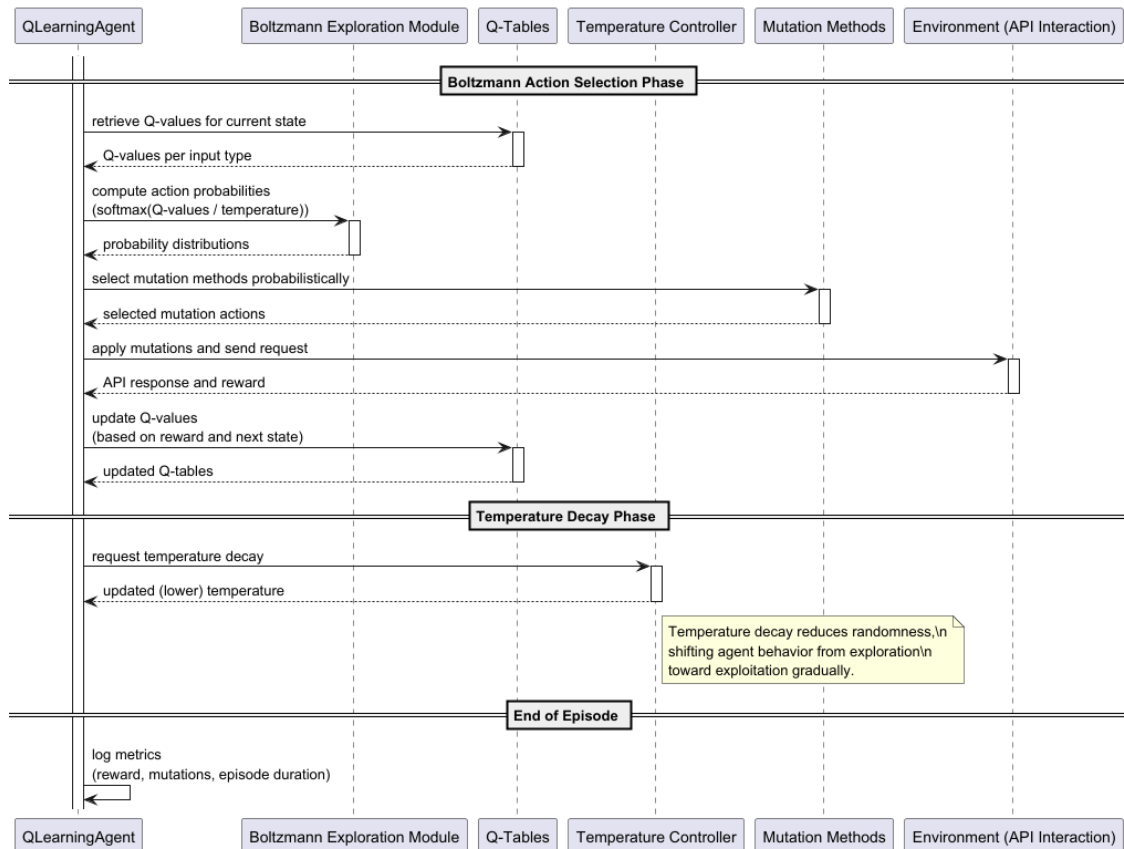 QLearningAgent
Boltzmann Exploration Module
Q-Tables
Temperature Controller
Mutation Methods
Environment (API Interaction)
Boltzmann Action Selection Phase
retrieve Q-values for current state
Q-values per input type
compute action probabilities
(softmax(Q-values / temperature))
probability distributions
select mutation methods probabilistically
selected mutation actions
apply mutations and send request
API response and reward
update Q-values
(based on reward and next state)
updated Q-tables
Temperature Decay Phase
request temperature decay
updated (lower) temperature
Temperature decay reduces randomness,\n
shifting agent behavior from exploration\n
toward exploitation gradually.
End of Episode
log metrics
(reward, mutations, episode duration)
QLearningAgent
Boltzmann Exploration Module
Q-Tables
Temperature Controller
Mutation Methods
Environment (API Interaction)